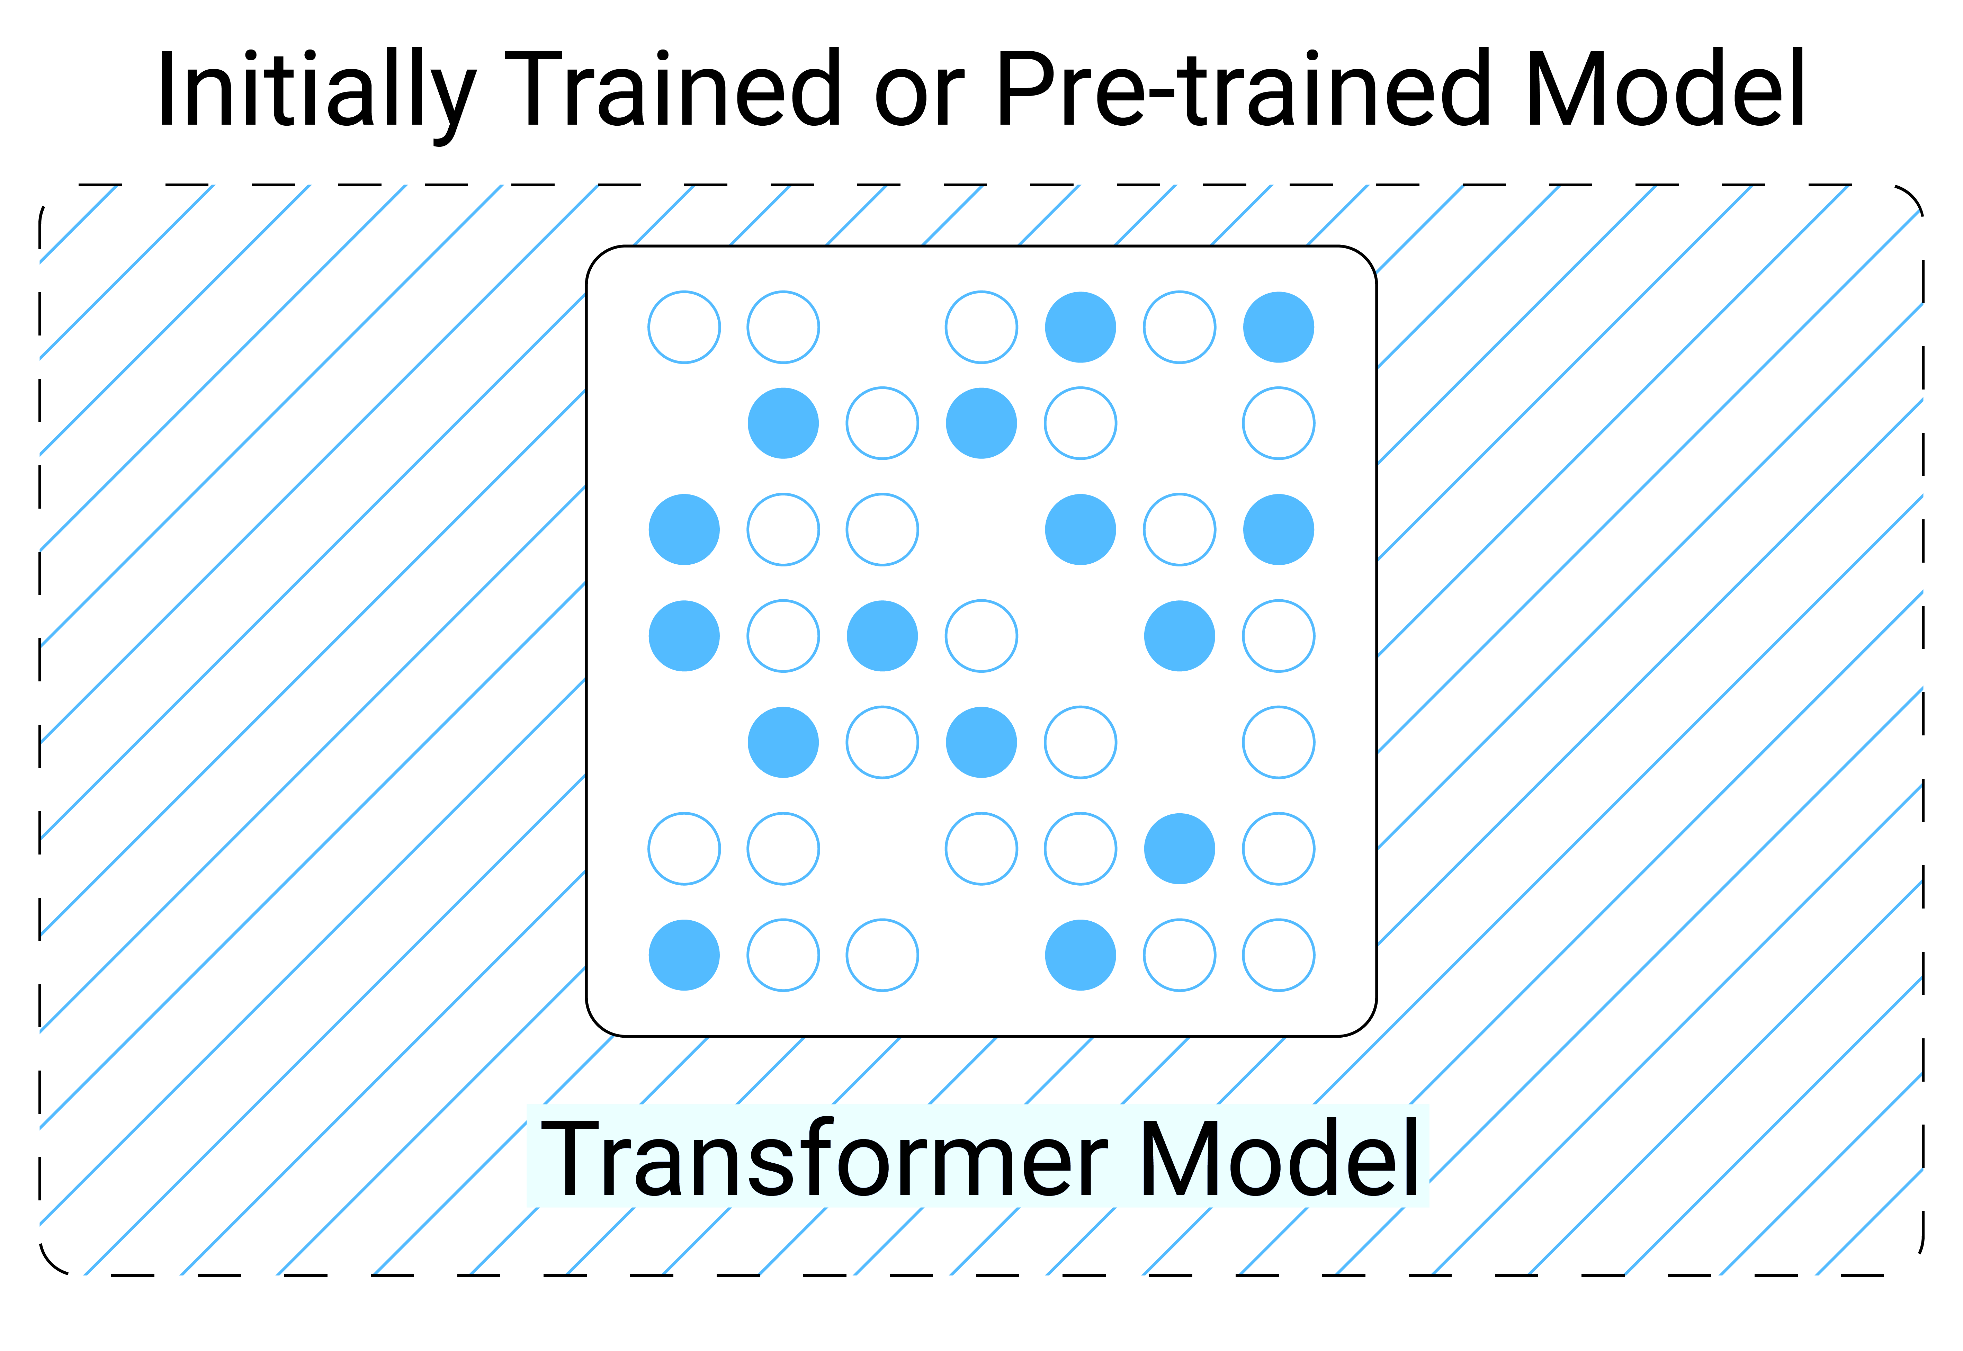 Initially Trained or Pre-trained Model
Transformer Model